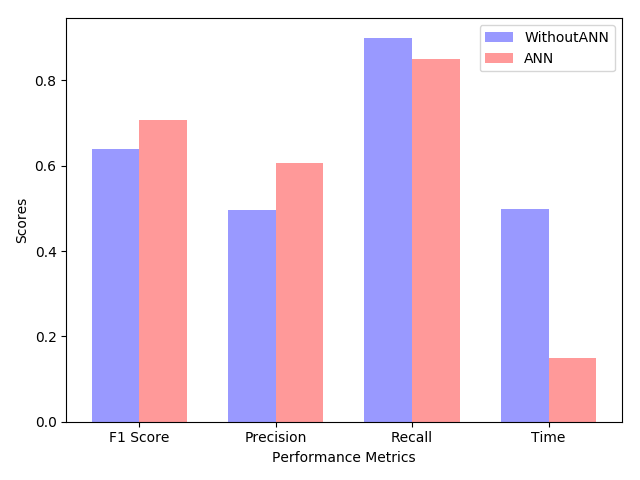 WithoutANN
ANN
0.8
0.6
0.4
0.2
0.0
Scores
F1 Score
Precision
Recall
Time
Performance Metrics